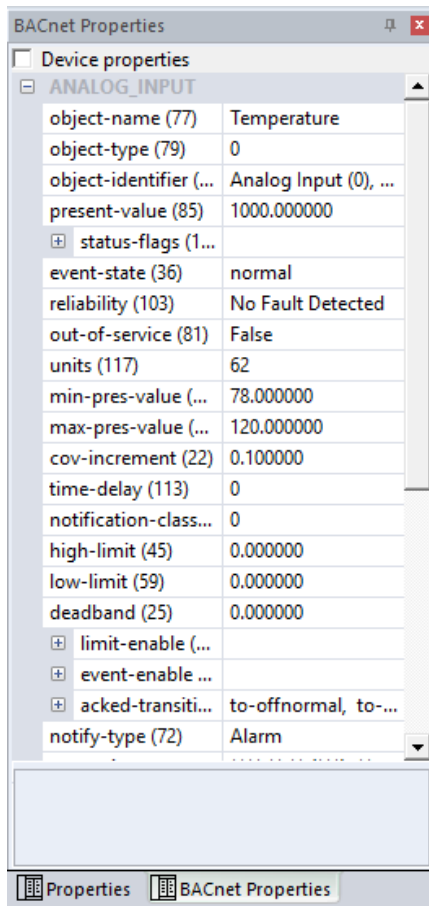 BACnet Properties
Device properties
ANALOG_INPUT
object-name (77) Temperature
object-type (79) 0
object-identifier (... Analog Input (0), ...
present-value (85) 1000.000000
status-flags (1...
event-state (36) normal
reliability (103) No Fault Detected
out-of-service (81) False
units (117) 62
min-pres-value (... 78.000000
max-pres-value (... 120.000000
cov-increment (22) 0.100000
time-delay (113) 0
notification-class... 0
high-limit (45) 0.000000
low-limit (59) 0.000000
deadband (25) 0.000000
limit-enable (...
event-enable ...
acked-transiti... to-offnormal, to-...
notify-type (72) Alarm
Properties BACnet Properties